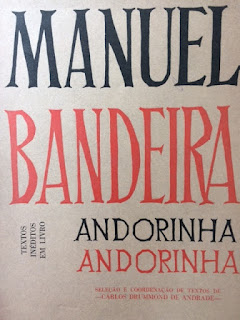 MANUEL
BANDEIRA
TEXTOS
INÉDITOS
EM LIVRO
ANDORINHA
ANDORINHA
SELEÇÃO E COORDENAÇÃO DE TEXTOS DE
—CARLOS DRUMMOND DE ANDRADE—